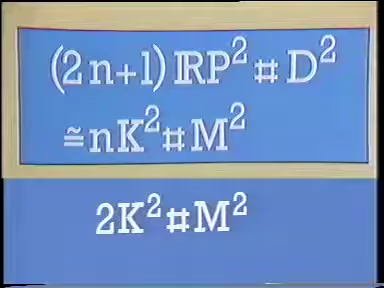 (2n+1)ℝP² # D²
≅nK² # M²
2K² # M²